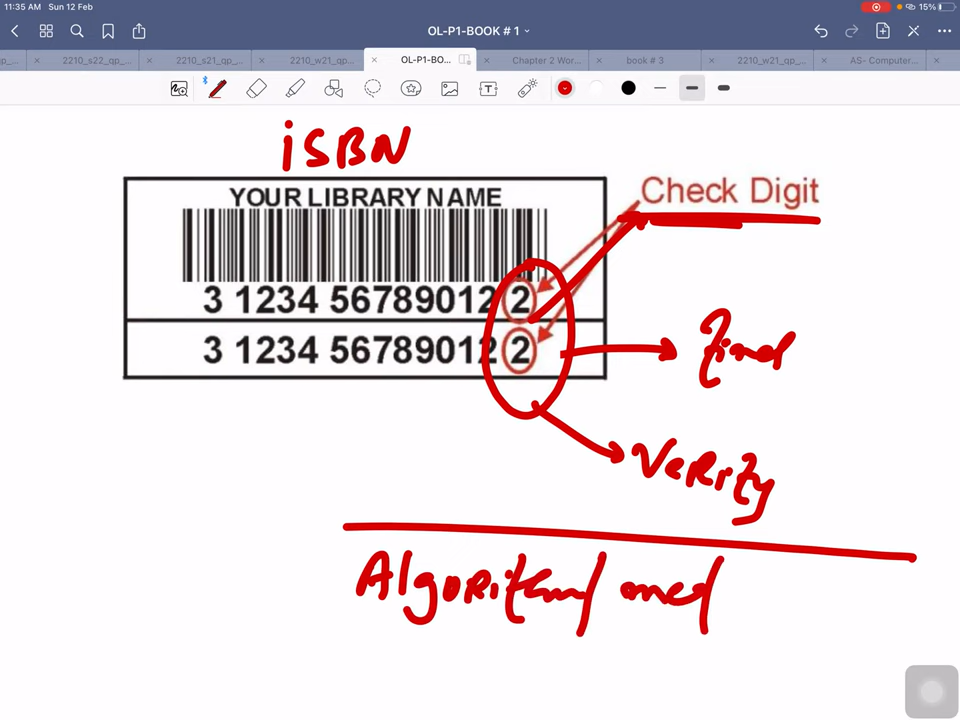 11:35 AM Sun 12 Feb 15%
OL-P1-BOOK # 1
2210_s22_qp_... 2210_s21_qp_... 2210_w21_qp... OL-P1-BO... Chapter 2 Wor... book # 3 2210_w21_qp_... AS- Computer...
iSBN
YOUR LIBRARY NAME
Check Digit
3 1234 56789012 2
3 1234 56789012 2
Find
Verify
Algorithm/